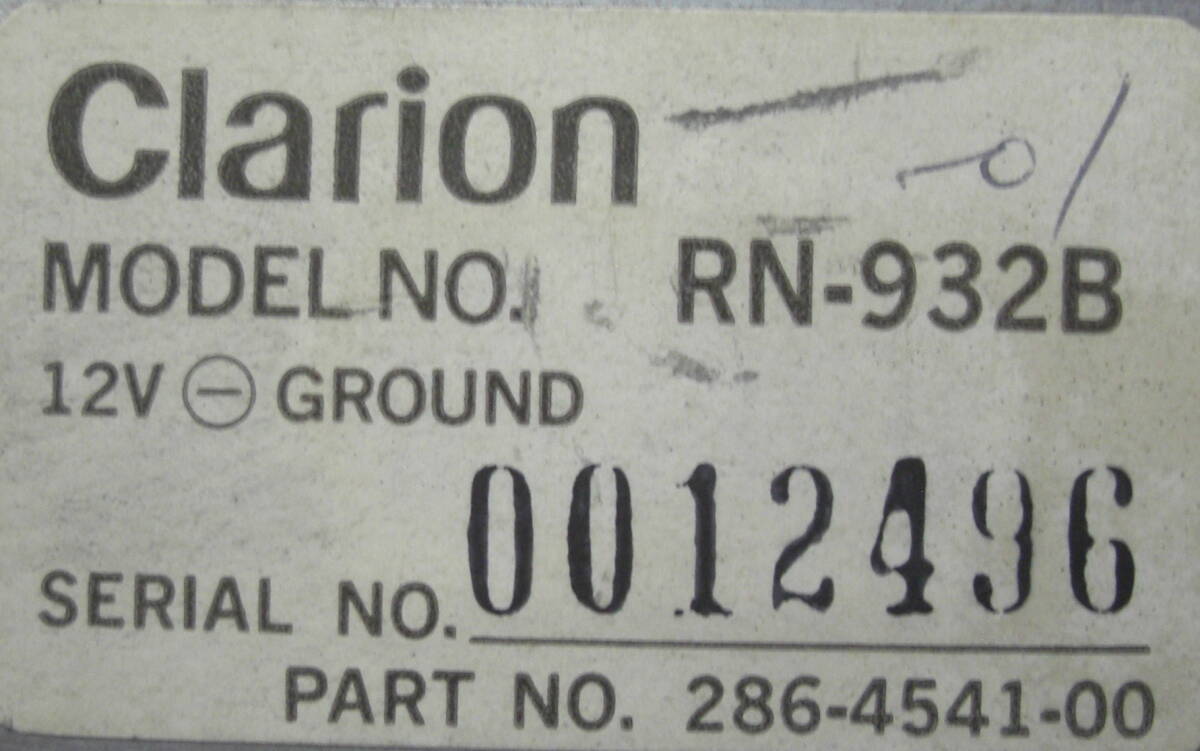 Clarion
MODEL NO. RN-932B
12V ⊖ GROUND
SERIAL NO. 0012496
PART NO. 286-4541-00